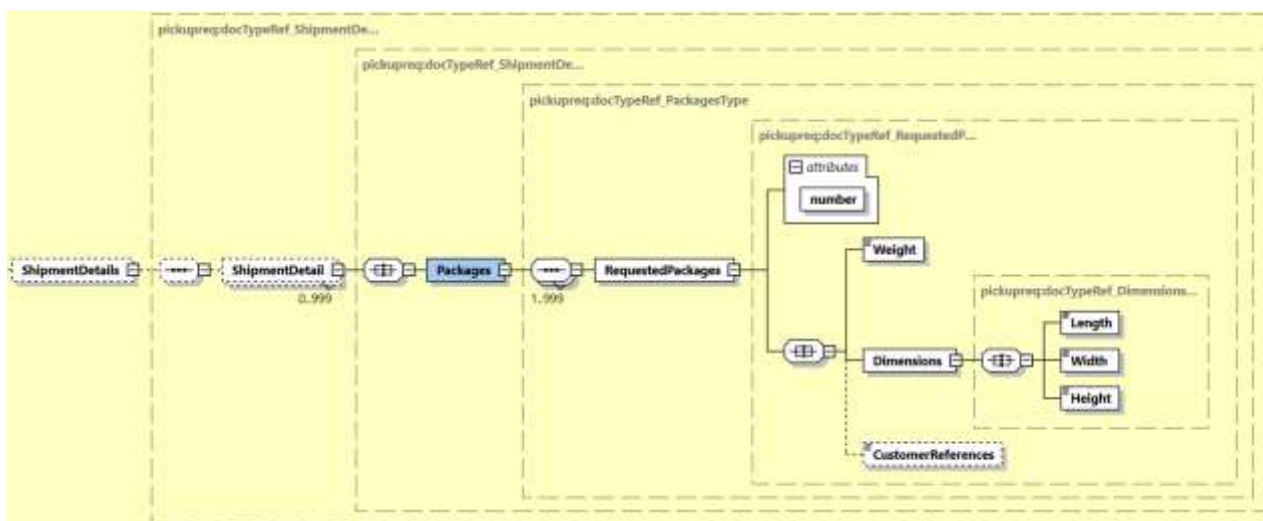 pickupreq:docTypeRef_ShipmentDe...
pickupreq:docTypeRef_ShipmentDe...
pickupreq:docTypeRef_PackagesType
pickupreq:docTypeRef_RequestedP...
attributes
number
Weight
ShipmentDetails
ShipmentDetail
0..999
Packages
1..999
RequestedPackages
pickupreq:docTypeRef_Dimensions...
Length
Dimensions
Width
Height
CustomerReferences